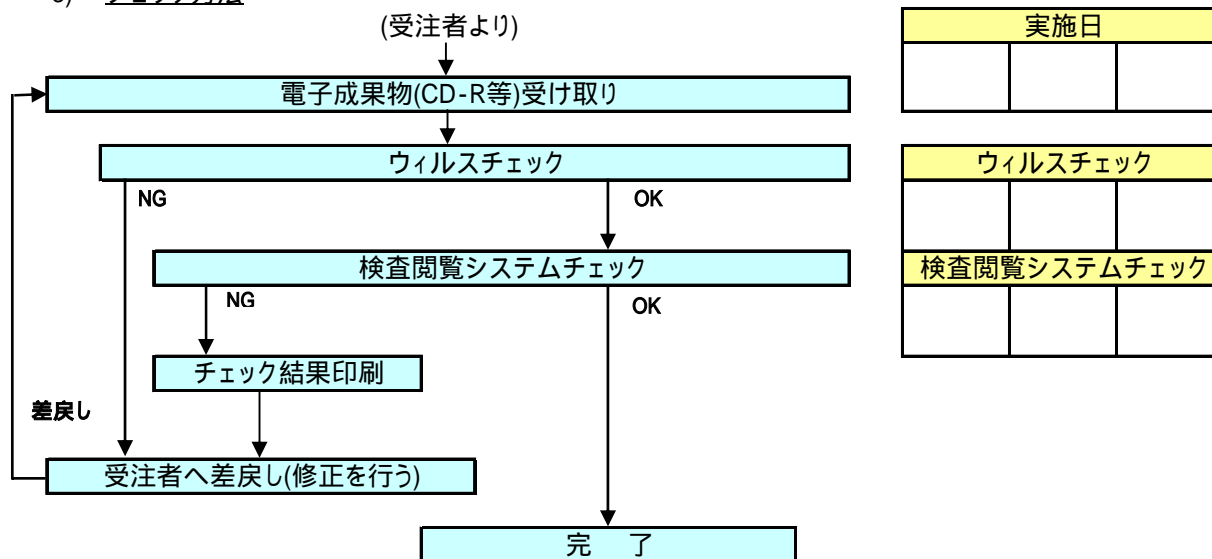 (受注者より)
実施日
電子成果物(CD-R等)受け取り
ウィルスチェック
ウィルスチェック
NG
OK
検査閲覧システムチェック
検査閲覧システムチェック
NG
OK
チェック結果印刷
差戻し
受注者へ差戻し(修正を行う)
完 了